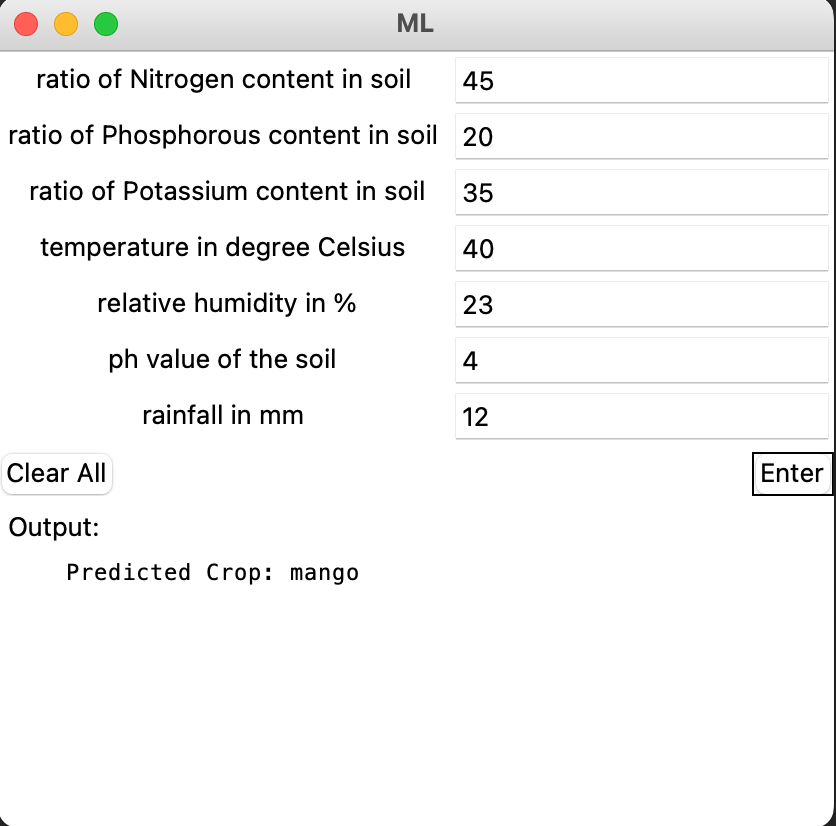 ML
ratio of Nitrogen content in soil 45
ratio of Phosphorous content in soil 20
ratio of Potassium content in soil 35
temperature in degree Celsius 40
relative humidity in % 23
ph value of the soil 4
rainfall in mm 12
Clear All Enter
Output:
Predicted Crop: mango